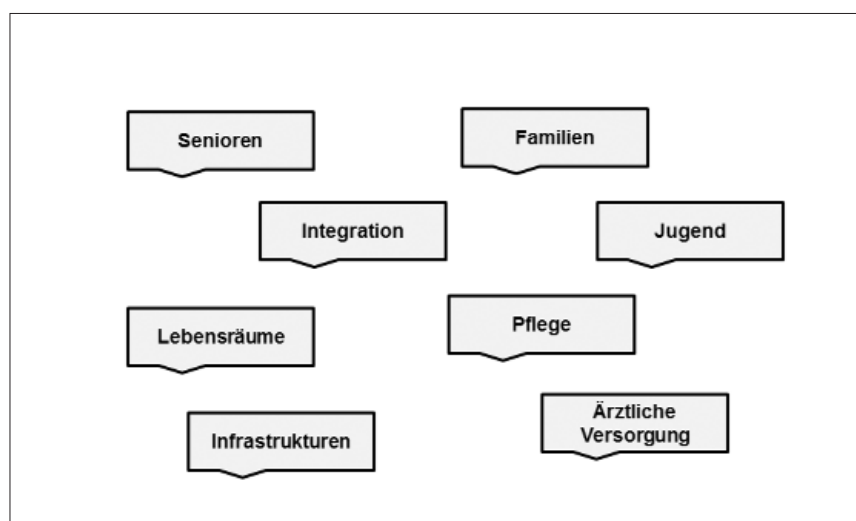 Senioren
Familien
Integration
Jugend
Lebensräume
Pflege
Infrastrukturen
Ärztliche
Versorgung